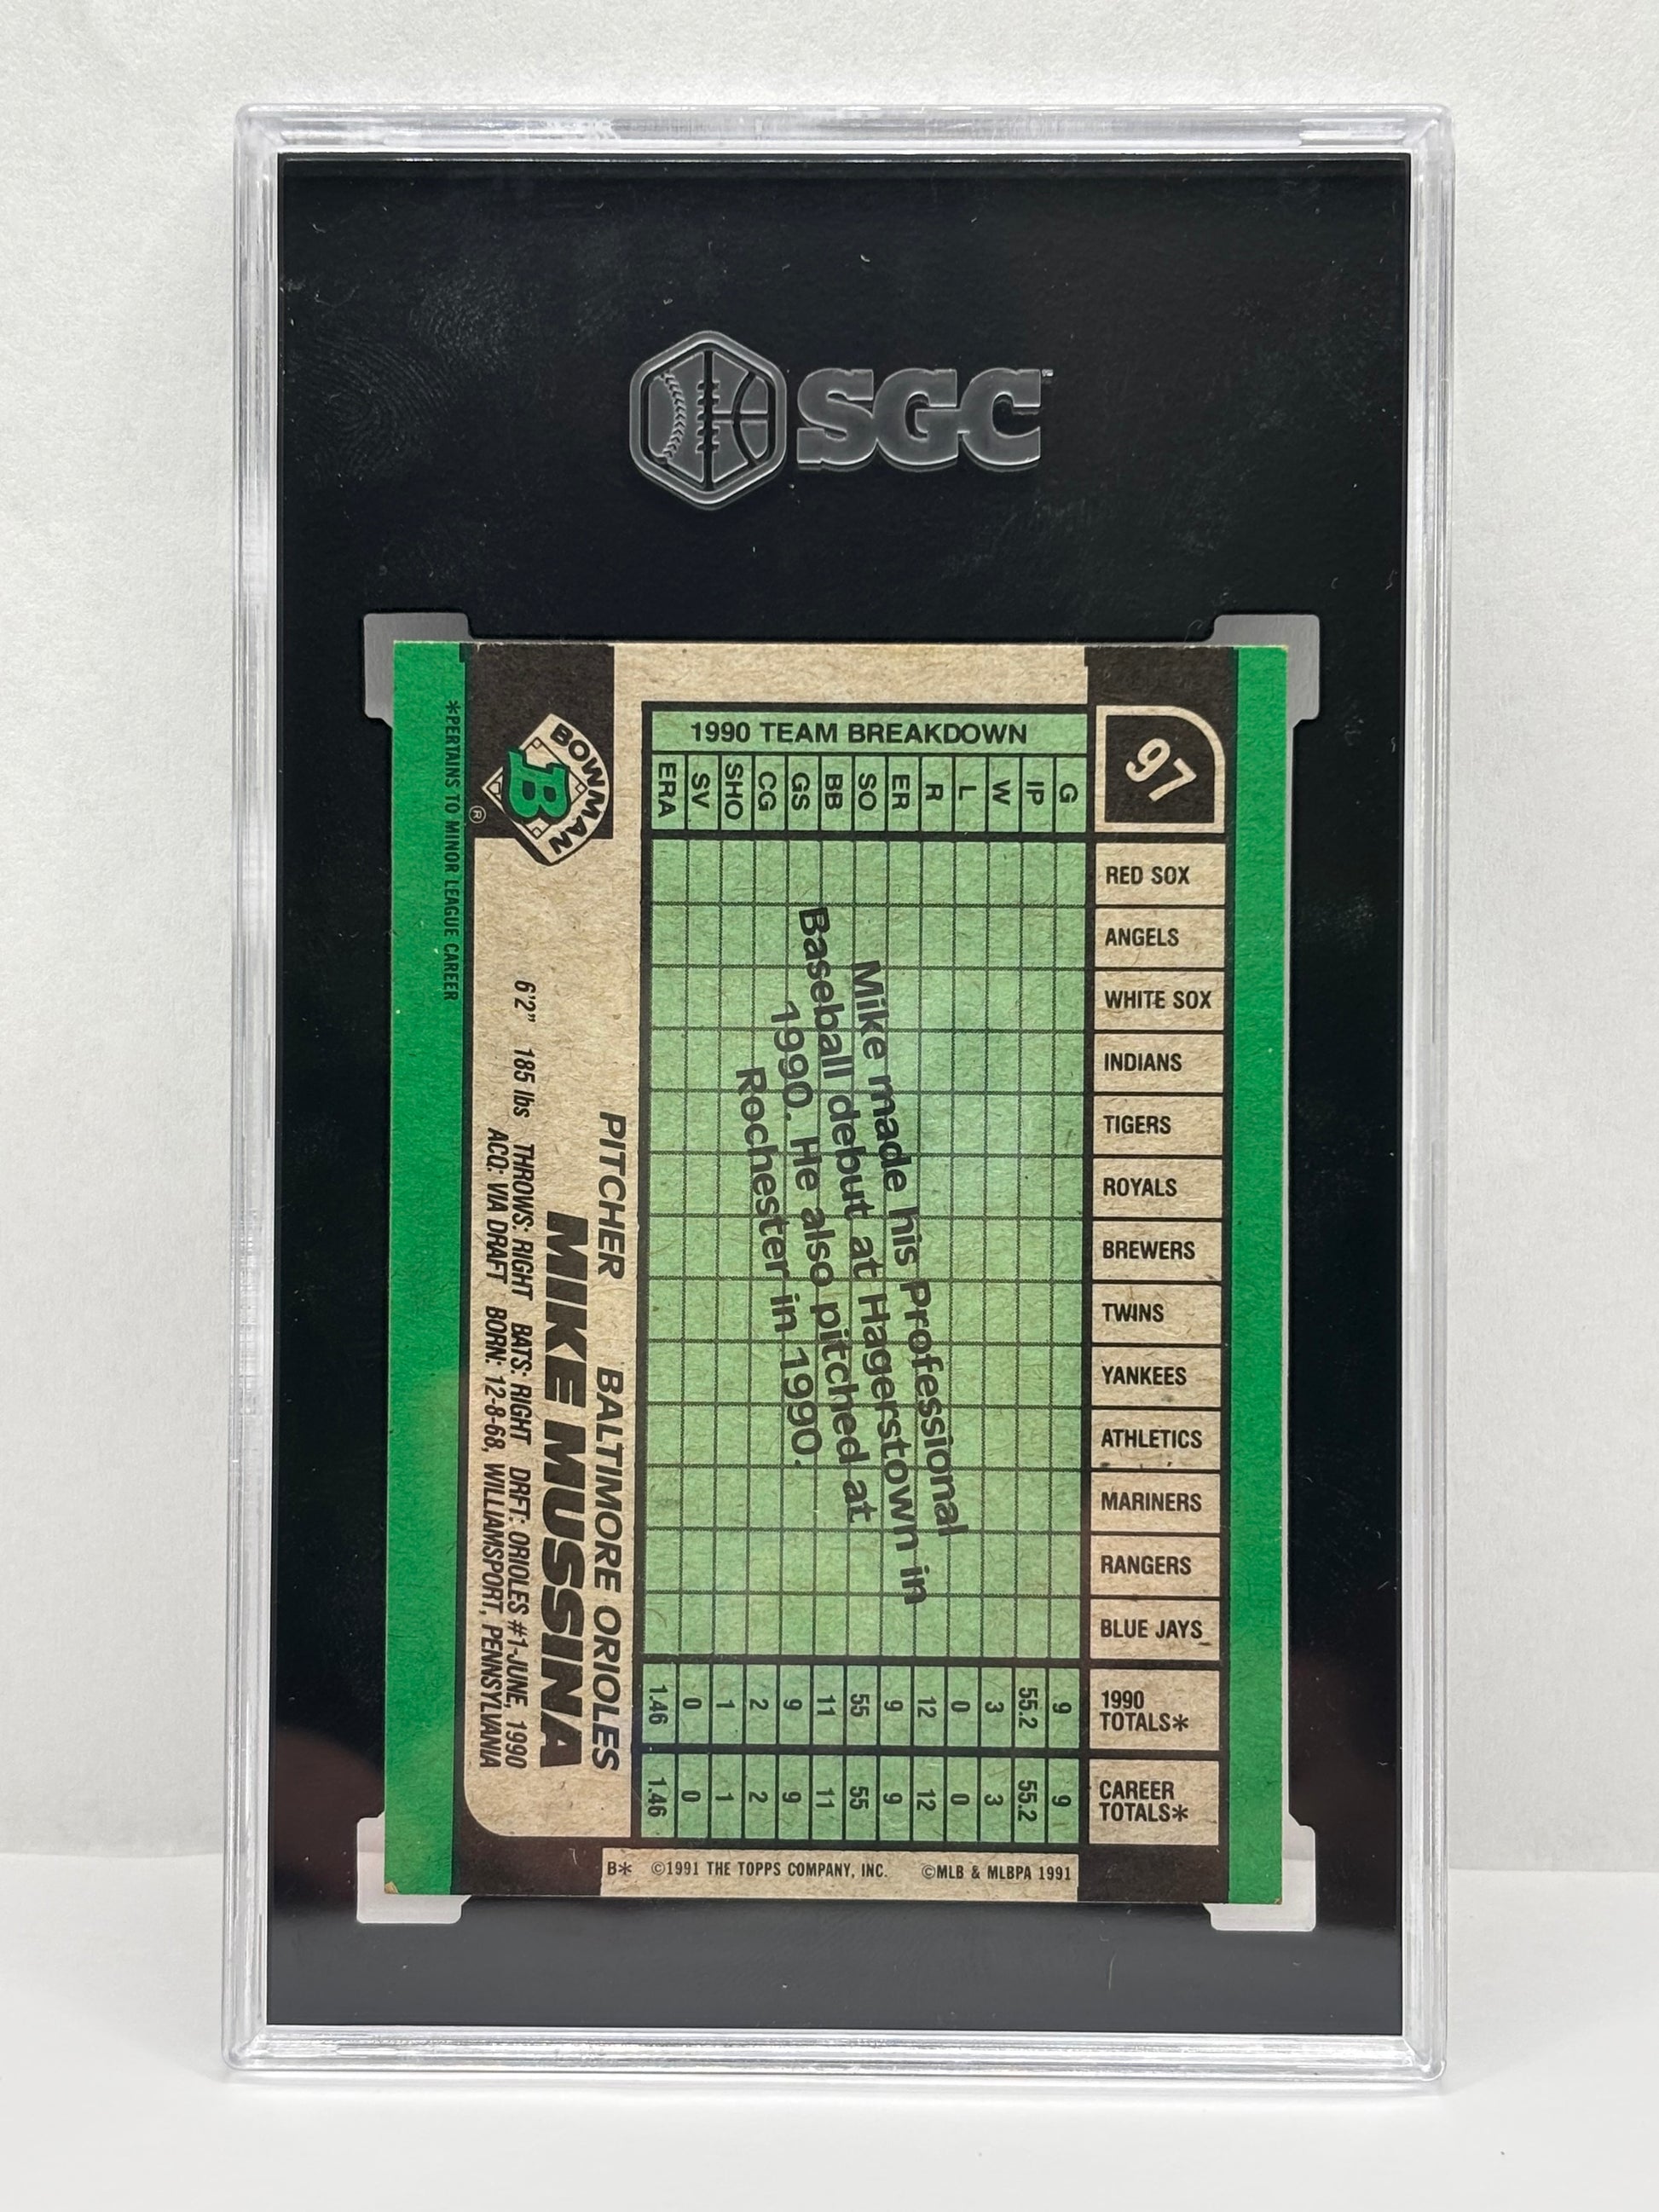 SGC™
97
1990 TEAM BREAKDOWN
G IP W L R ER SO BB GS CG SHO SV ERA
RED SOX
ANGELS
WHITE SOX
INDIANS
TIGERS
ROYALS
BREWERS
TWINS
YANKEES
ATHLETICS
MARINERS
RANGERS
BLUE JAYS
1990
TOTALS*
9 55.2 3 0 12 9 55 11 9 2 1 0 1.46
CAREER
TOTALS*
9 55.2 3 0 12 9 55 11 9 2 1 0 1.46
Mike made his Professional
Baseball debut at Hagerstown in
1990. He also pitched at
Rochester in 1990.
BOWMAN
B
®
PITCHER BALTIMORE ORIOLES
MIKE MUSSINA
6'2" 185 lbs THROWS: RIGHT BATS: RIGHT DRFT: ORIOLES #1-JUNE, 1990
ACQ: VIA DRAFT BORN: 12-8-68, WILLIAMSPORT, PENNSYLVANIA
*PERTAINS TO MINOR LEAGUE CAREER
B* ©1991 THE TOPPS COMPANY, INC. ©MLB & MLBPA 1991